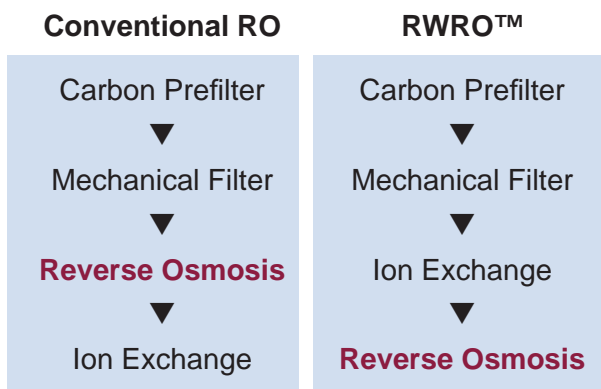 Conventional RO
Carbon Prefilter
Mechanical Filter
Reverse Osmosis
Ion Exchange
RWRO™
Carbon Prefilter
Mechanical Filter
Ion Exchange
Reverse Osmosis